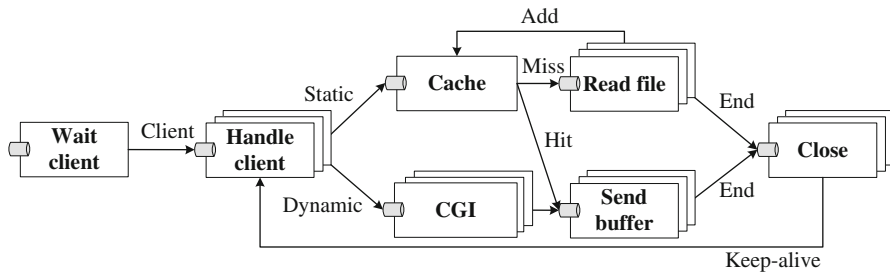 Add
Cache
Miss
Read file
Static
End
Wait
client
Client
Handle
client
Hit
Close
Dynamic
CGI
Send
buffer
End
Keep-alive